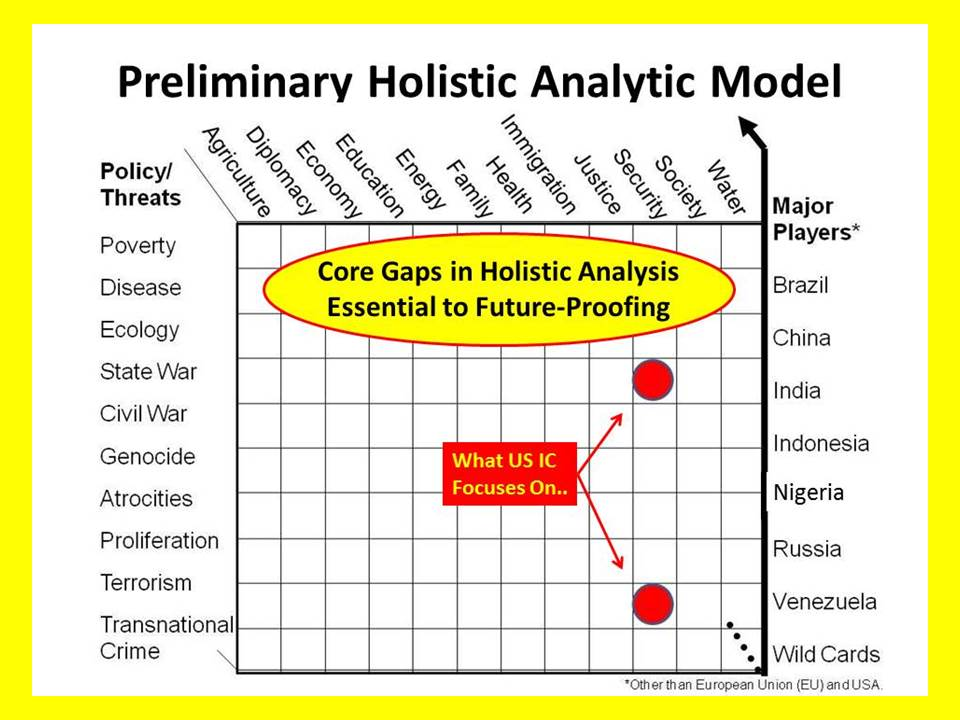 Preliminary Holistic Analytic Model
Agriculture
Diplomacy
Economy
Education
Energy
Family
Health
Immigration
Justice
Security
Society
Water
Policy/
Threats
Poverty
Disease
Ecology
State War
Civil War
Genocide
Atrocities
Proliferation
Terrorism
Transnational
Crime
Core Gaps in Holistic Analysis
Essential to Future-Proofing
What US IC
Focuses On..
Major
Players*
Brazil
China
India
Indonesia
Nigeria
Russia
Venezuela
Wild Cards
*Other than European Union (EU) and USA.